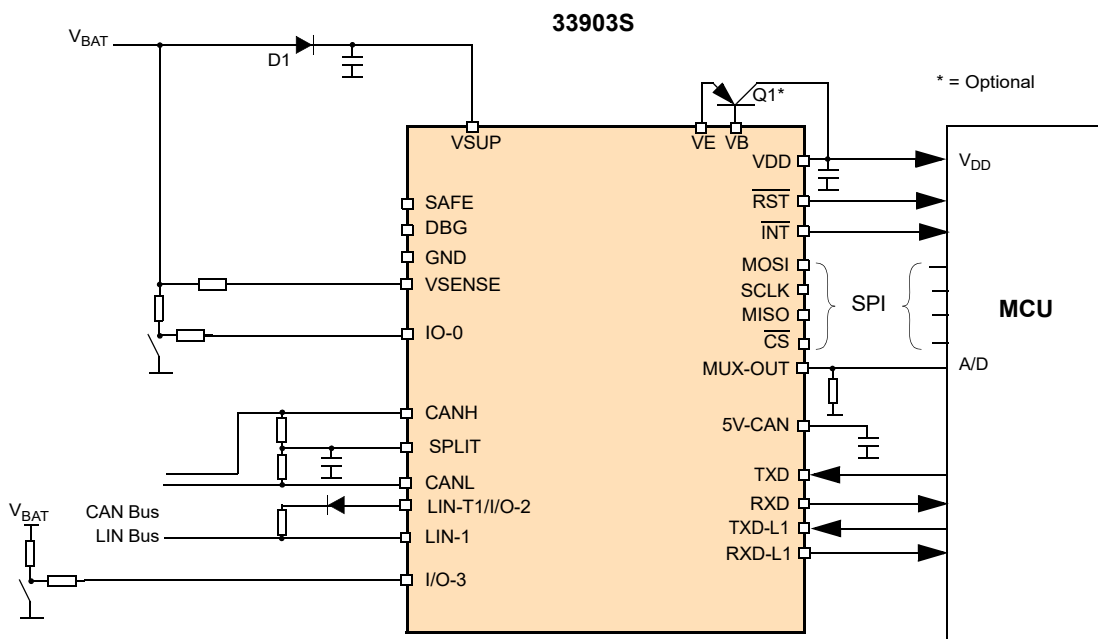 33903S
VBAT
D1
Q1*
* = Optional
VSUP
VE
VB
VDD
VDD
SAFE
RST
DBG
INT
GND
MOSI
VSENSE
SCLK
SPI
MCU
MISO
IO-0
CS
MUX-OUT
A/D
CANH
5V-CAN
SPLIT
TXD
CANL
RXD
VBAT
CAN Bus
LIN-T1/I/O-2
TXD-L1
LIN Bus
LIN-1
RXD-L1
I/O-3